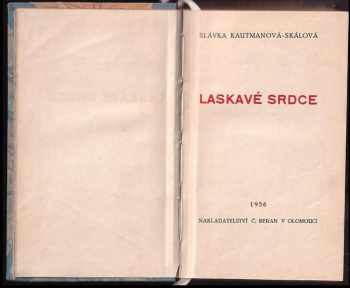 SLÁVKA KAUTMANOVÁ-SKÁLOVÁ
LASKAVÉ SRDCE
1936
NAKLADATELSTVÍ Č. BERAN V OLOMOUCI